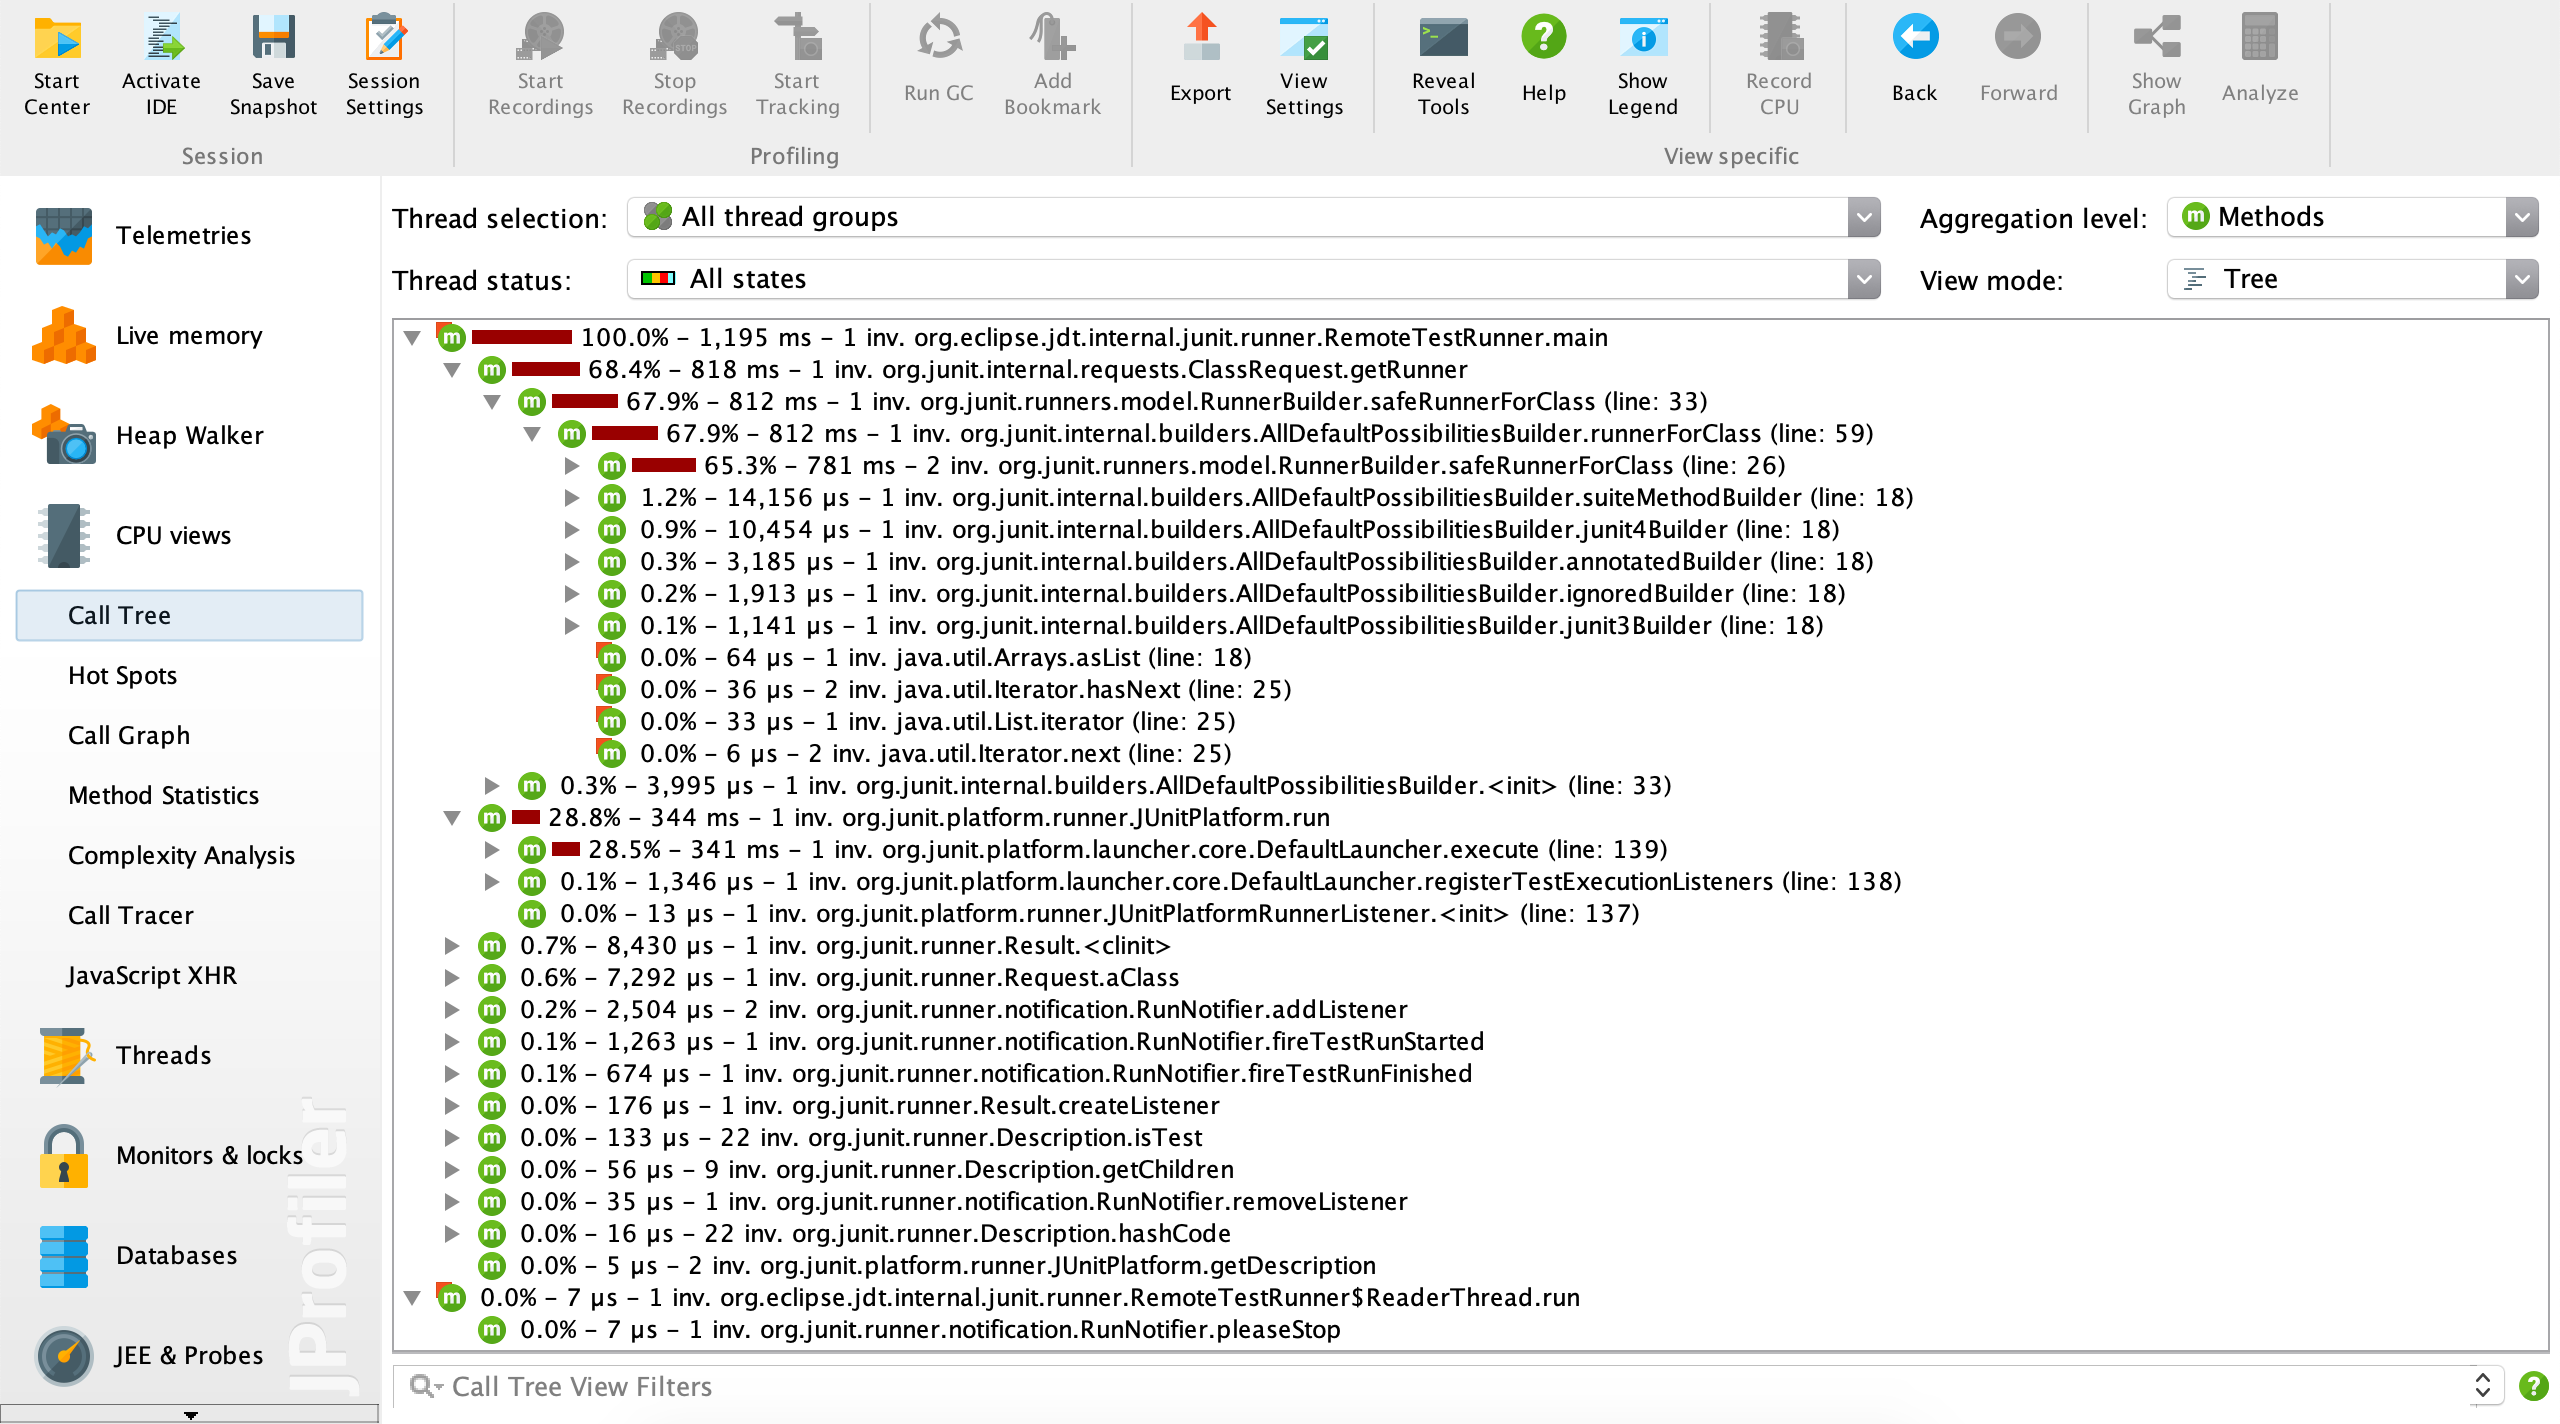 Start Center
Activate IDE
Save Snapshot
Session Settings
Start Recordings
Stop Recordings
Start Tracking
Run GC
Add Bookmark
Export
View Settings
Reveal Tools
Help
Show Legend
Record CPU
Back
Forward
Show Graph
Analyze
Session
Profiling
View specific
Telemetries
Live memory
Heap Walker
CPU views
Call Tree
Hot Spots
Call Graph
Method Statistics
Complexity Analysis
Call Tracer
JavaScript XHR
Threads
Monitors & locks
Databases
JEE & Probes
JProfiler
Thread selection: All thread groups
Aggregation level: m Methods
Thread status: All states
View mode: Tree
m 100.0% – 1,195 ms – 1 inv. org.eclipse.jdt.internal.junit.runner.RemoteTestRunner.main
m 68.4% – 818 ms – 1 inv. org.junit.internal.requests.ClassRequest.getRunner
m 67.9% – 812 ms – 1 inv. org.junit.runners.model.RunnerBuilder.safeRunnerForClass (line: 33)
m 67.9% – 812 ms – 1 inv. org.junit.internal.builders.AllDefaultPossibilitiesBuilder.runnerForClass (line: 59)
m 65.3% – 781 ms – 2 inv. org.junit.runners.model.RunnerBuilder.safeRunnerForClass (line: 26)
m 1.2% – 14,156 µs – 1 inv. org.junit.internal.builders.AllDefaultPossibilitiesBuilder.suiteMethodBuilder (line: 18)
m 0.9% – 10,454 µs – 1 inv. org.junit.internal.builders.AllDefaultPossibilitiesBuilder.junit4Builder (line: 18)
m 0.3% – 3,185 µs – 1 inv. org.junit.internal.builders.AllDefaultPossibilitiesBuilder.annotatedBuilder (line: 18)
m 0.2% – 1,913 µs – 1 inv. org.junit.internal.builders.AllDefaultPossibilitiesBuilder.ignoredBuilder (line: 18)
m 0.1% – 1,141 µs – 1 inv. org.junit.internal.builders.AllDefaultPossibilitiesBuilder.junit3Builder (line: 18)
m 0.0% – 64 µs – 1 inv. java.util.Arrays.asList (line: 18)
m 0.0% – 36 µs – 2 inv. java.util.Iterator.hasNext (line: 25)
m 0.0% – 33 µs – 1 inv. java.util.List.iterator (line: 25)
m 0.0% – 6 µs – 2 inv. java.util.Iterator.next (line: 25)
m 0.3% – 3,995 µs – 1 inv. org.junit.internal.builders.AllDefaultPossibilitiesBuilder.<init> (line: 33)
m 28.8% – 344 ms – 1 inv. org.junit.platform.runner.JUnitPlatform.run
m 28.5% – 341 ms – 1 inv. org.junit.platform.launcher.core.DefaultLauncher.execute (line: 139)
m 0.1% – 1,346 µs – 1 inv. org.junit.platform.launcher.core.DefaultLauncher.registerTestExecutionListeners (line: 138)
m 0.0% – 13 µs – 1 inv. org.junit.platform.runner.JUnitPlatformRunnerListener.<init> (line: 137)
m 0.7% – 8,430 µs – 1 inv. org.junit.runner.Result.<clinit>
m 0.6% – 7,292 µs – 1 inv. org.junit.runner.Request.aClass
m 0.2% – 2,504 µs – 2 inv. org.junit.runner.notification.RunNotifier.addListener
m 0.1% – 1,263 µs – 1 inv. org.junit.runner.notification.RunNotifier.fireTestRunStarted
m 0.1% – 674 µs – 1 inv. org.junit.runner.notification.RunNotifier.fireTestRunFinished
m 0.0% – 176 µs – 1 inv. org.junit.runner.Result.createListener
m 0.0% – 133 µs – 22 inv. org.junit.runner.Description.isTest
m 0.0% – 56 µs – 9 inv. org.junit.runner.Description.getChildren
m 0.0% – 35 µs – 1 inv. org.junit.runner.notification.RunNotifier.removeListener
m 0.0% – 16 µs – 22 inv. org.junit.runner.Description.hashCode
m 0.0% – 5 µs – 2 inv. org.junit.platform.runner.JUnitPlatform.getDescription
m 0.0% – 7 µs – 1 inv. org.eclipse.jdt.internal.junit.runner.RemoteTestRunner$ReaderThread.run
m 0.0% – 7 µs – 1 inv. org.junit.runner.notification.RunNotifier.pleaseStop
Call Tree View Filters